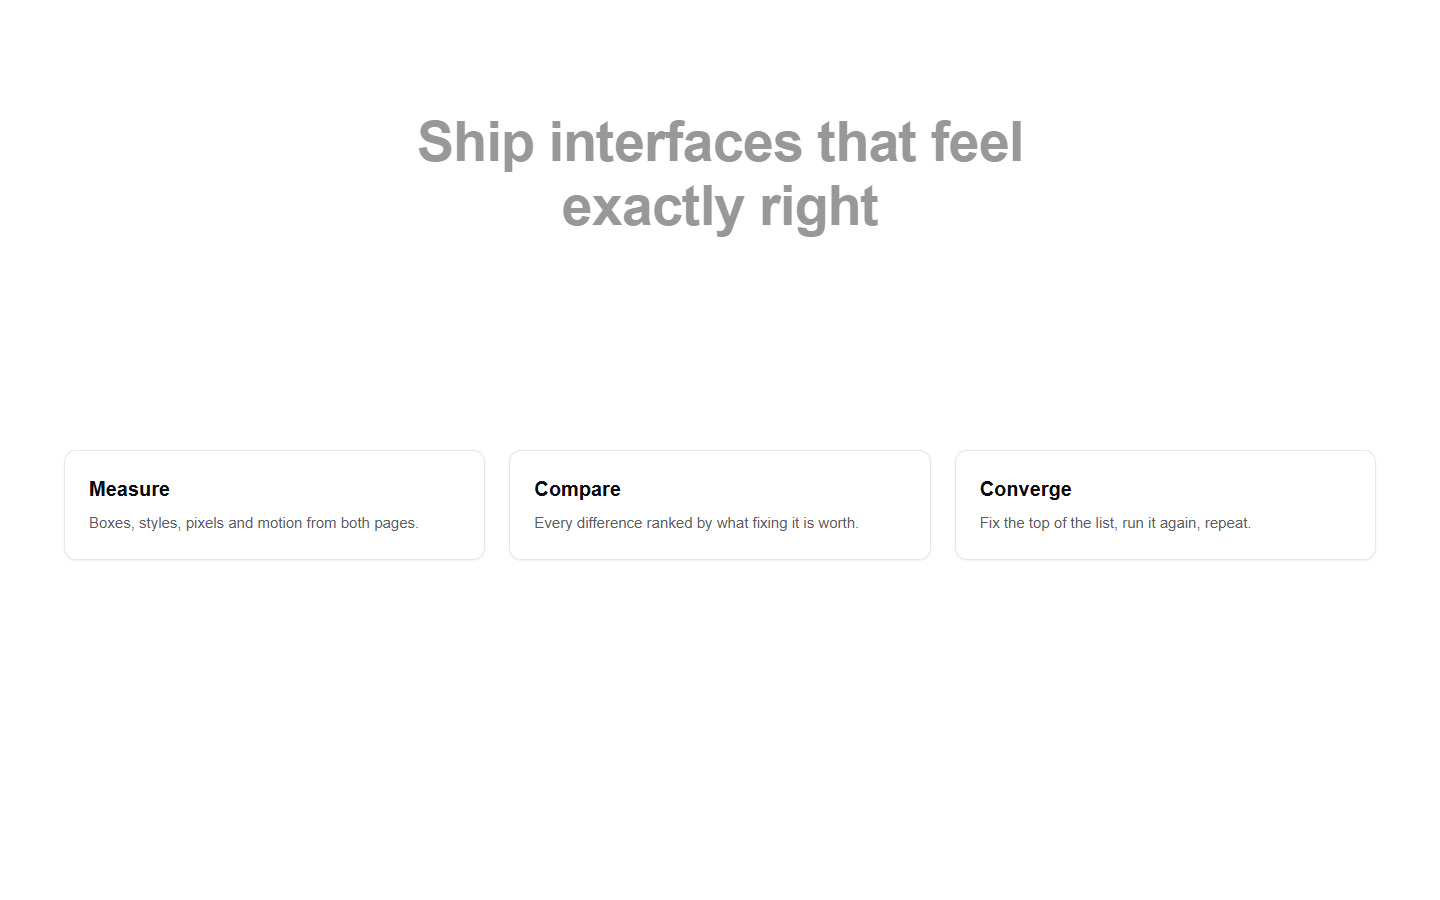 Ship interfaces that feel
exactly right
Measure
Boxes, styles, pixels and motion from both pages.
Compare
Every difference ranked by what fixing it is worth.
Converge
Fix the top of the list, run it again, repeat.